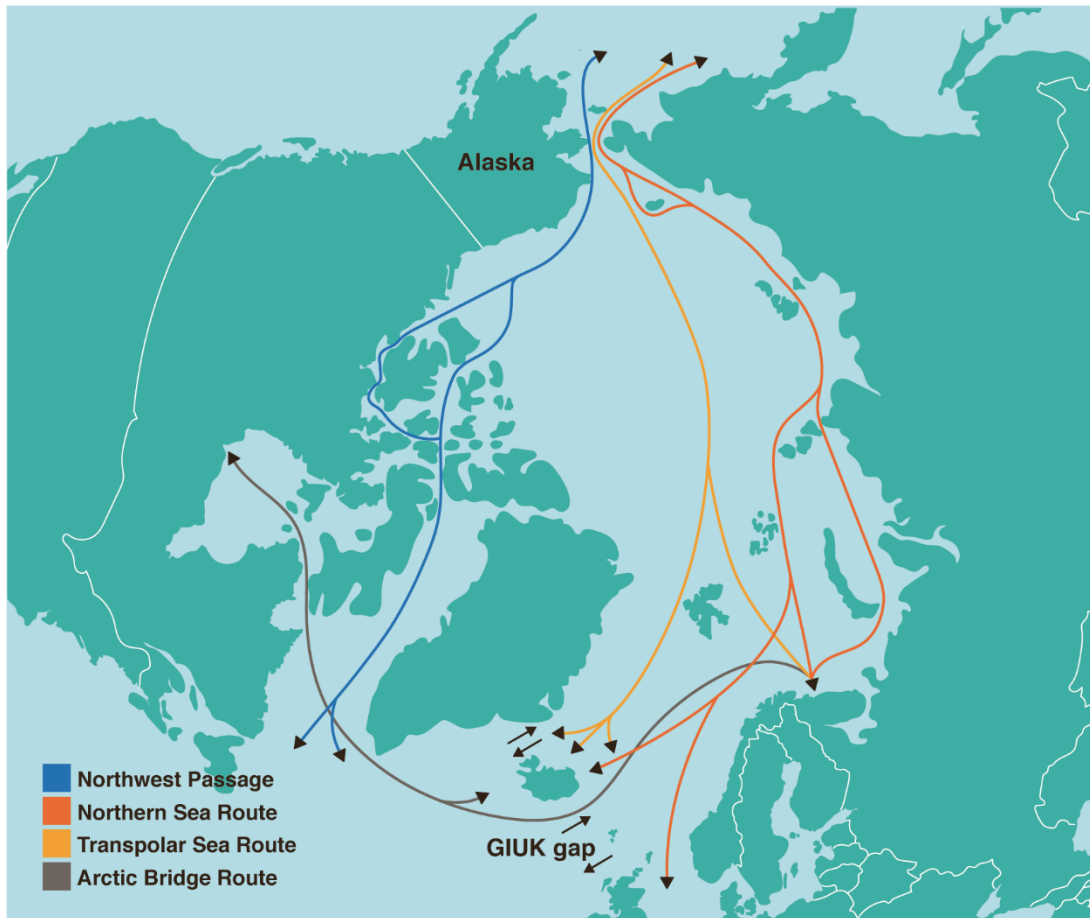 Alaska
GIUK gap
Northwest Passage
Northern Sea Route
Transpolar Sea Route
Arctic Bridge Route